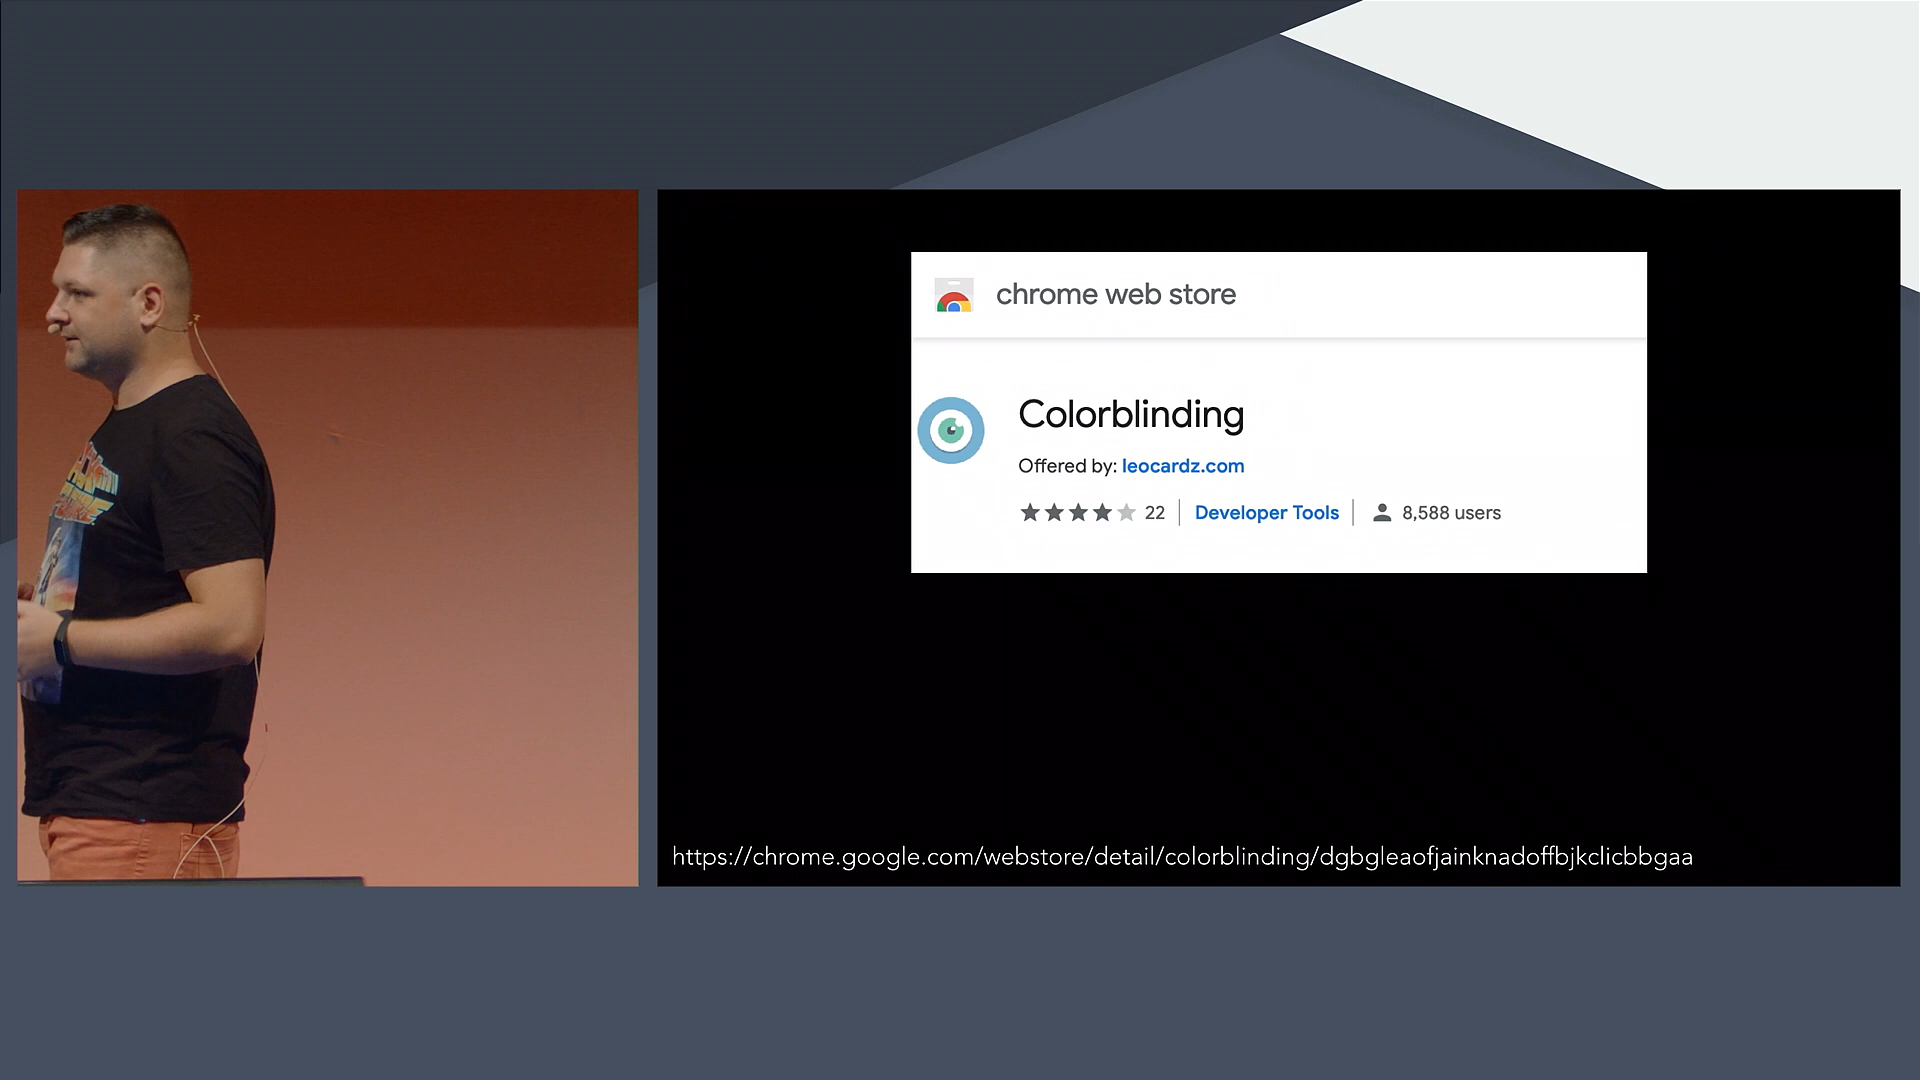 chrome web store
Colorblinding
Offered by: leocardz.com
22 | Developer Tools | 8,588 users
https://chrome.google.com/webstore/detail/colorblinding/dgbgleaofjainknadoffbjkclicbbgaa